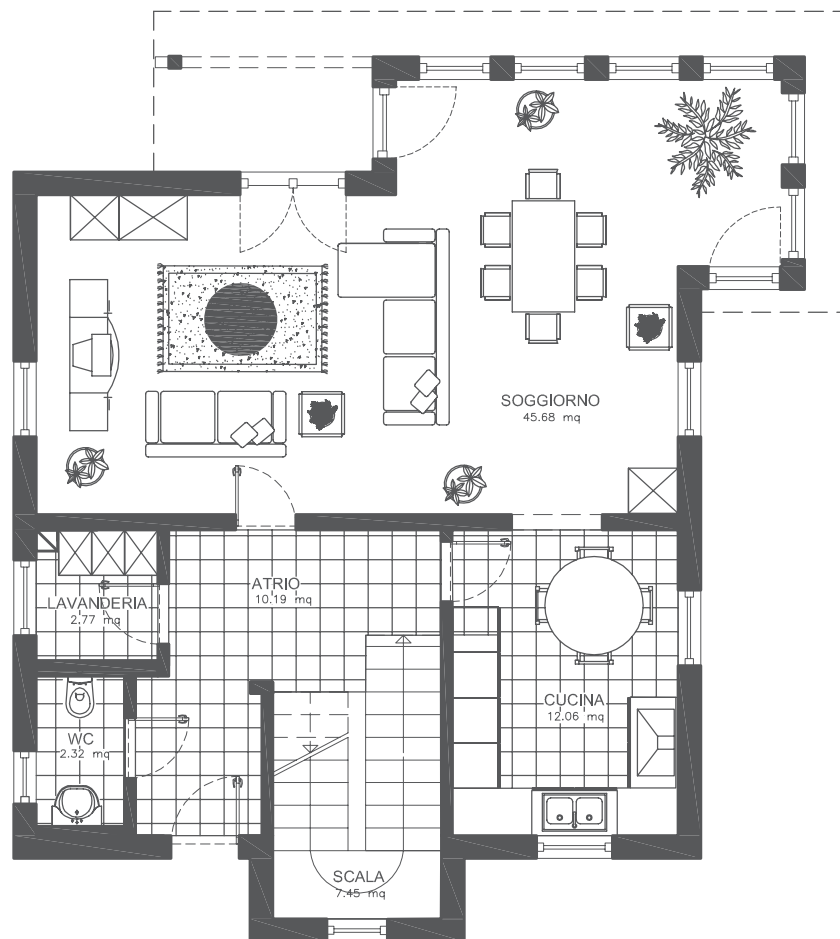 SOGGIORNO
45.68 mq
ATRIO
10.19 mq
LAVANDERIA
2.77 mq
CUCINA
12.06 mq
WC
2.32 mq
SCALA
7.45 mq